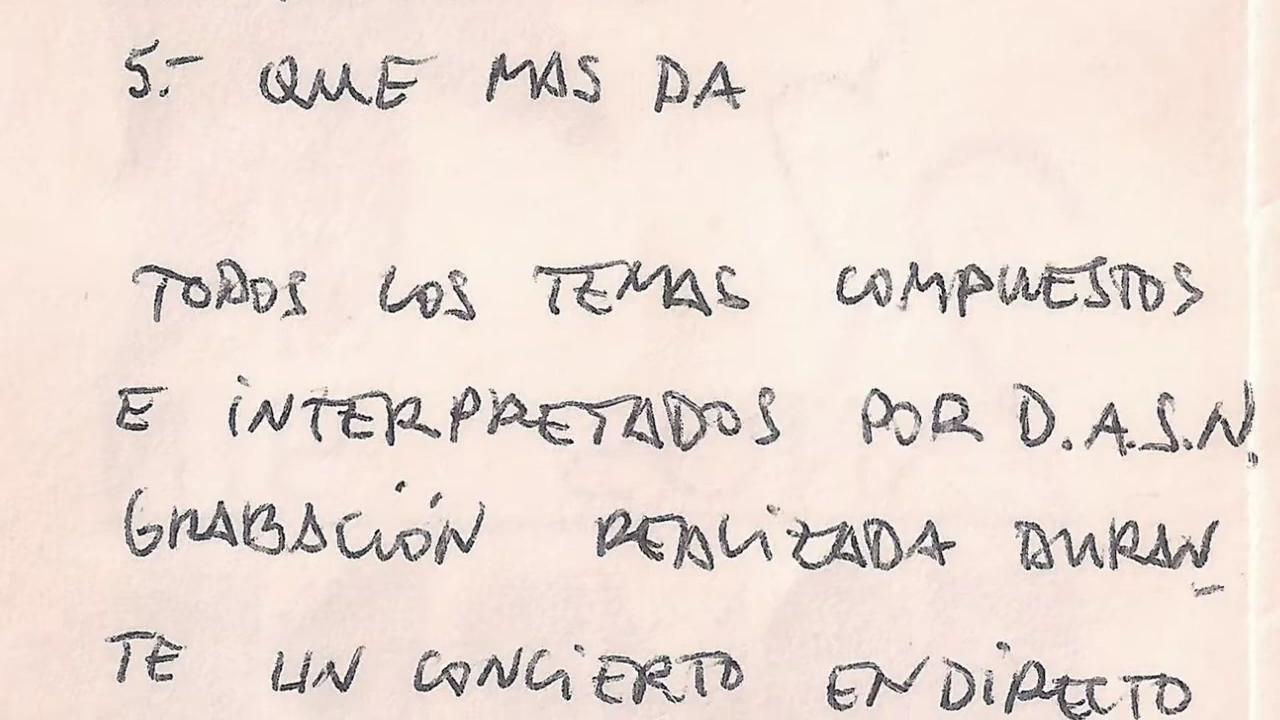 5.- QUE MAS DA
TODOS LOS TEMAS COMPUESTOS
E INTERPRETADOS POR D.A.S.N.
GRABACIÓN REALIZADA DURAN-
TE UN CONCIERTO EN DIRECTO